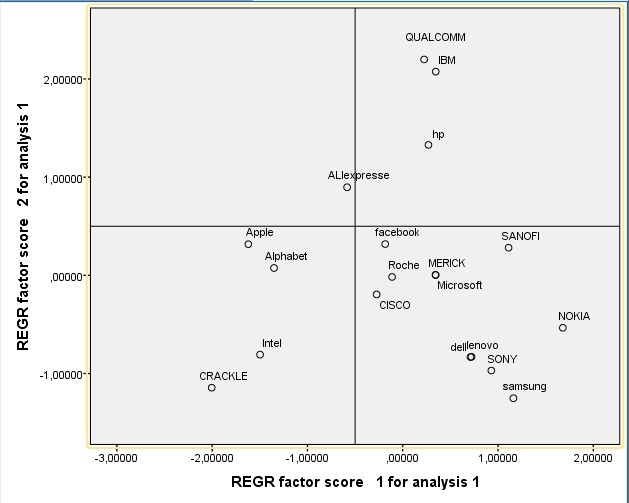 QUALCOMM
IBM
2,00000
hp
1,00000
ALIexpresse
Apple
facebook
SANOFI
Alphabet
Roche
MERICK
,00000
Microsoft
CISCO
NOKIA
Intel
dell
lenovo
SONY
-1,00000
CRACKLE
samsung
REGR factor score 2 for analysis 1
-3,00000 -2,00000 -1,00000 ,00000 1,00000 2,00000
REGR factor score 1 for analysis 1